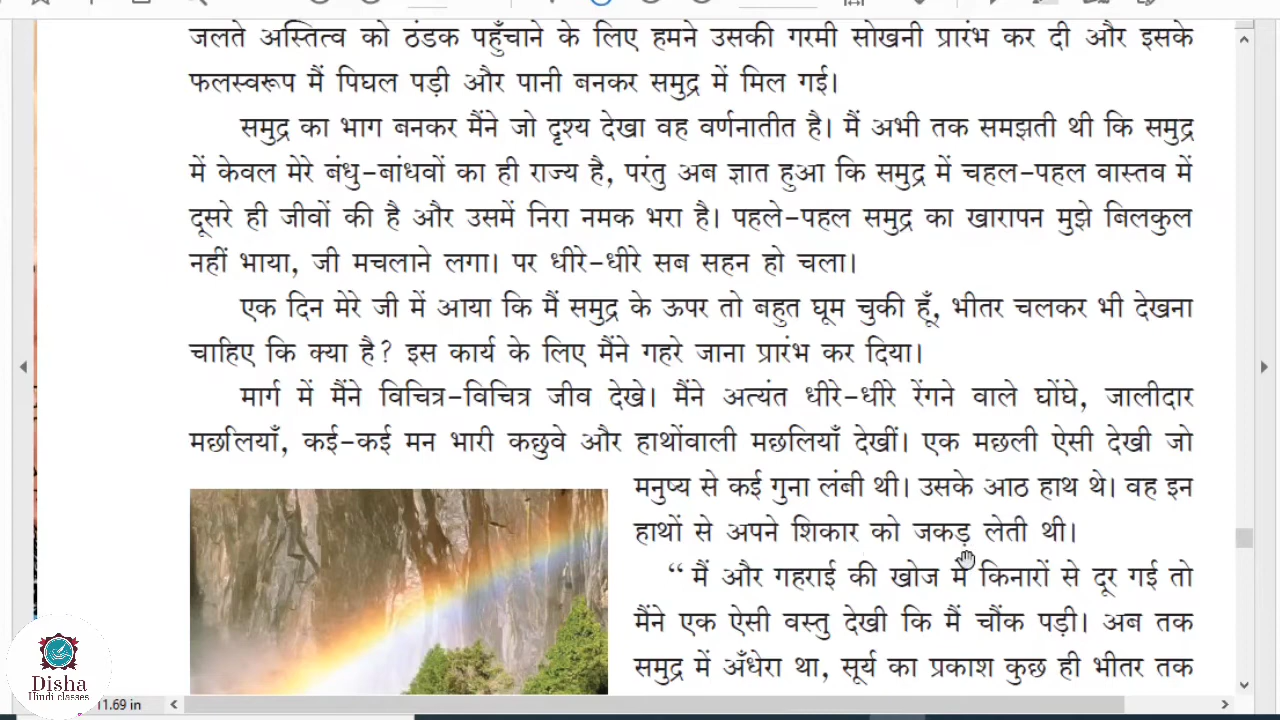 जलते अस्तित्व को ठंडक पहुँचाने के लिए हमने उसकी गरमी सोखनी प्रारंभ कर दी और इसके
फलस्वरूप मैं पिघल पड़ी और पानी बनकर समुद्र में मिल गई।
समुद्र का भाग बनकर मैंने जो दृश्य देखा वह वर्णनातीत है। मैं अभी तक समझती थी कि समुद्र
में केवल मेरे बंधु-बांधवों का ही राज्य है, परंतु अब ज्ञात हुआ कि समुद्र में चहल-पहल वास्तव में
दूसरे ही जीवों की है और उसमें निरा नमक भरा है। पहले-पहल समुद्र का खारापन मुझे बिलकुल
नहीं भाया, जी मचलाने लगा। पर धीरे-धीरे सब सहन हो चला।
एक दिन मेरे जी में आया कि मैं समुद्र के ऊपर तो बहुत घूम चुकी हूँ, भीतर चलकर भी देखना
चाहिए कि क्या है? इस कार्य के लिए मैंने गहरे जाना प्रारंभ कर दिया।
मार्ग में मैंने विचित्र-विचित्र जीव देखे। मैंने अत्यंत धीरे-धीरे रेंगने वाले घोंघे, जालीदार
मछलियाँ, कई-कई मन भारी कछुवे और हाथोंवाली मछलियाँ देखीं। एक मछली ऐसी देखी जो
मनुष्य से कई गुना लंबी थी। उसके आठ हाथ थे। वह इन
हाथों से अपने शिकार को जकड़ लेती थी।
“ मैं और गहराई की खोज में किनारों से दूर गई तो
मैंने एक ऐसी वस्तु देखी कि मैं चौंक पड़ी। अब तक
समुद्र में अँधेरा था, सूर्य का प्रकाश कुछ ही भीतर तक
Disha
Hindi classes
11.69 in